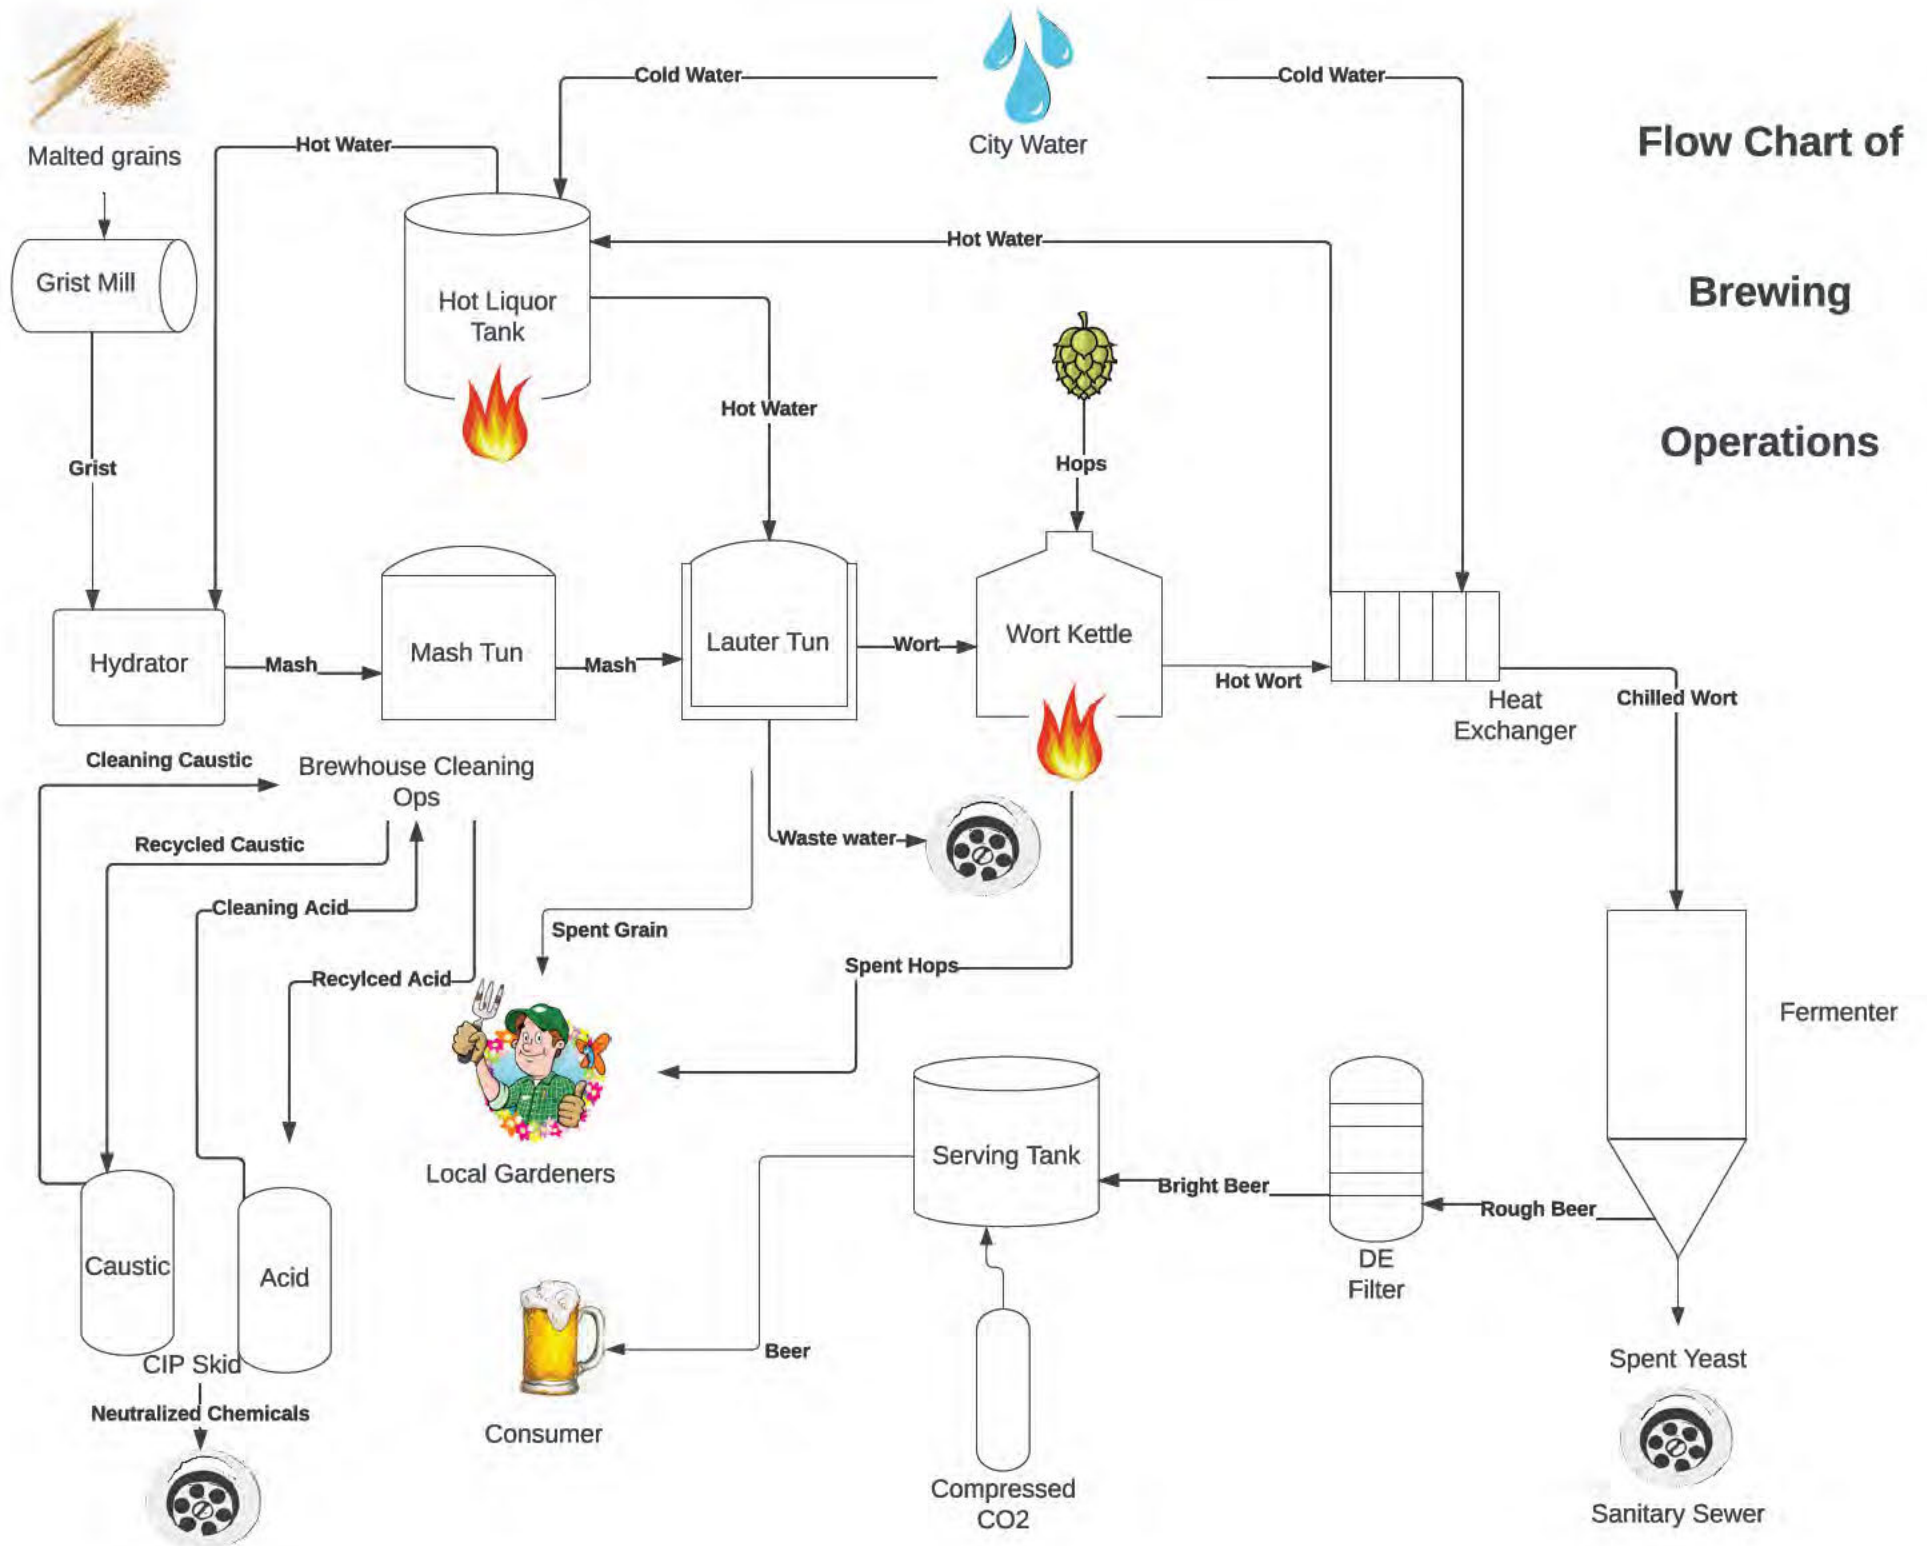 Cold Water
Cold Water
City Water
Flow Chart of
Brewing
Operations
Malted grains
Hot Water
Hot Water
Grist Mill
Hot Liquor
Tank
Hot Water
Grist
Hops
Hydrator
Mash
Mash Tun
Mash
Lauter Tun
Wort
Wort Kettle
Hot Wort
Heat
Exchanger
Chilled Wort
Cleaning Caustic
Brewhouse Cleaning
Ops
Recycled Caustic
Waste water
Cleaning Acid
Spent Grain
Spent Hops
Recylced Acid
Fermenter
Local Gardeners
Serving Tank
Bright Beer
Rough Beer
DE
Filter
Caustic
Acid
CIP Skid
Neutralized Chemicals
Beer
Consumer
Compressed
CO2
Spent Yeast
Sanitary Sewer